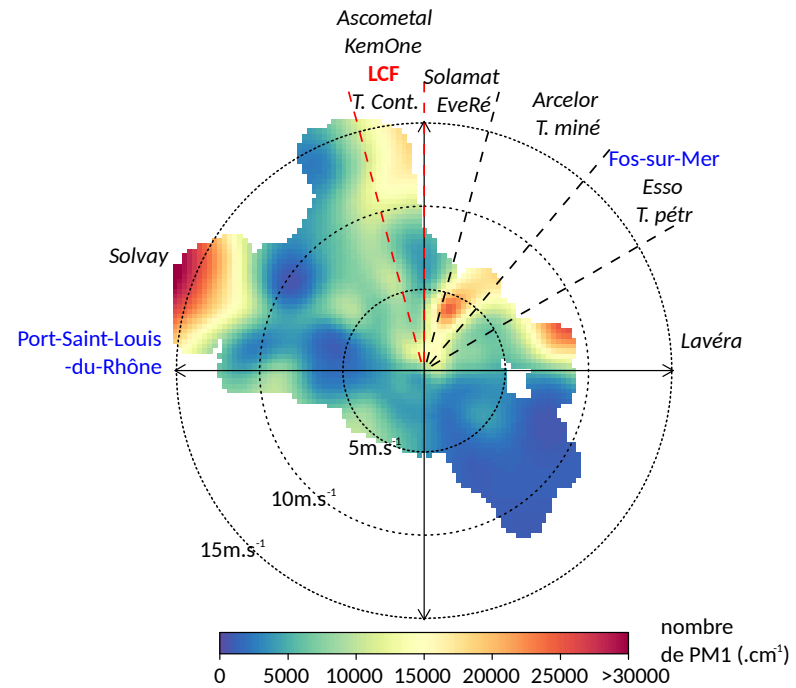 Ascometal
KemOne
LCF
T. Cont.
Solamat
EveRé
Arcelor
T. miné
Fos-sur-Mer
Esso
T. pétr
Solvay
Port-Saint-Louis
-du-Rhône
Lavéra
5m.s-1
10m.s-1
15m.s-1
nombre
de PM1 (.cm-1)
0 5000 10000 15000 20000 25000 >30000